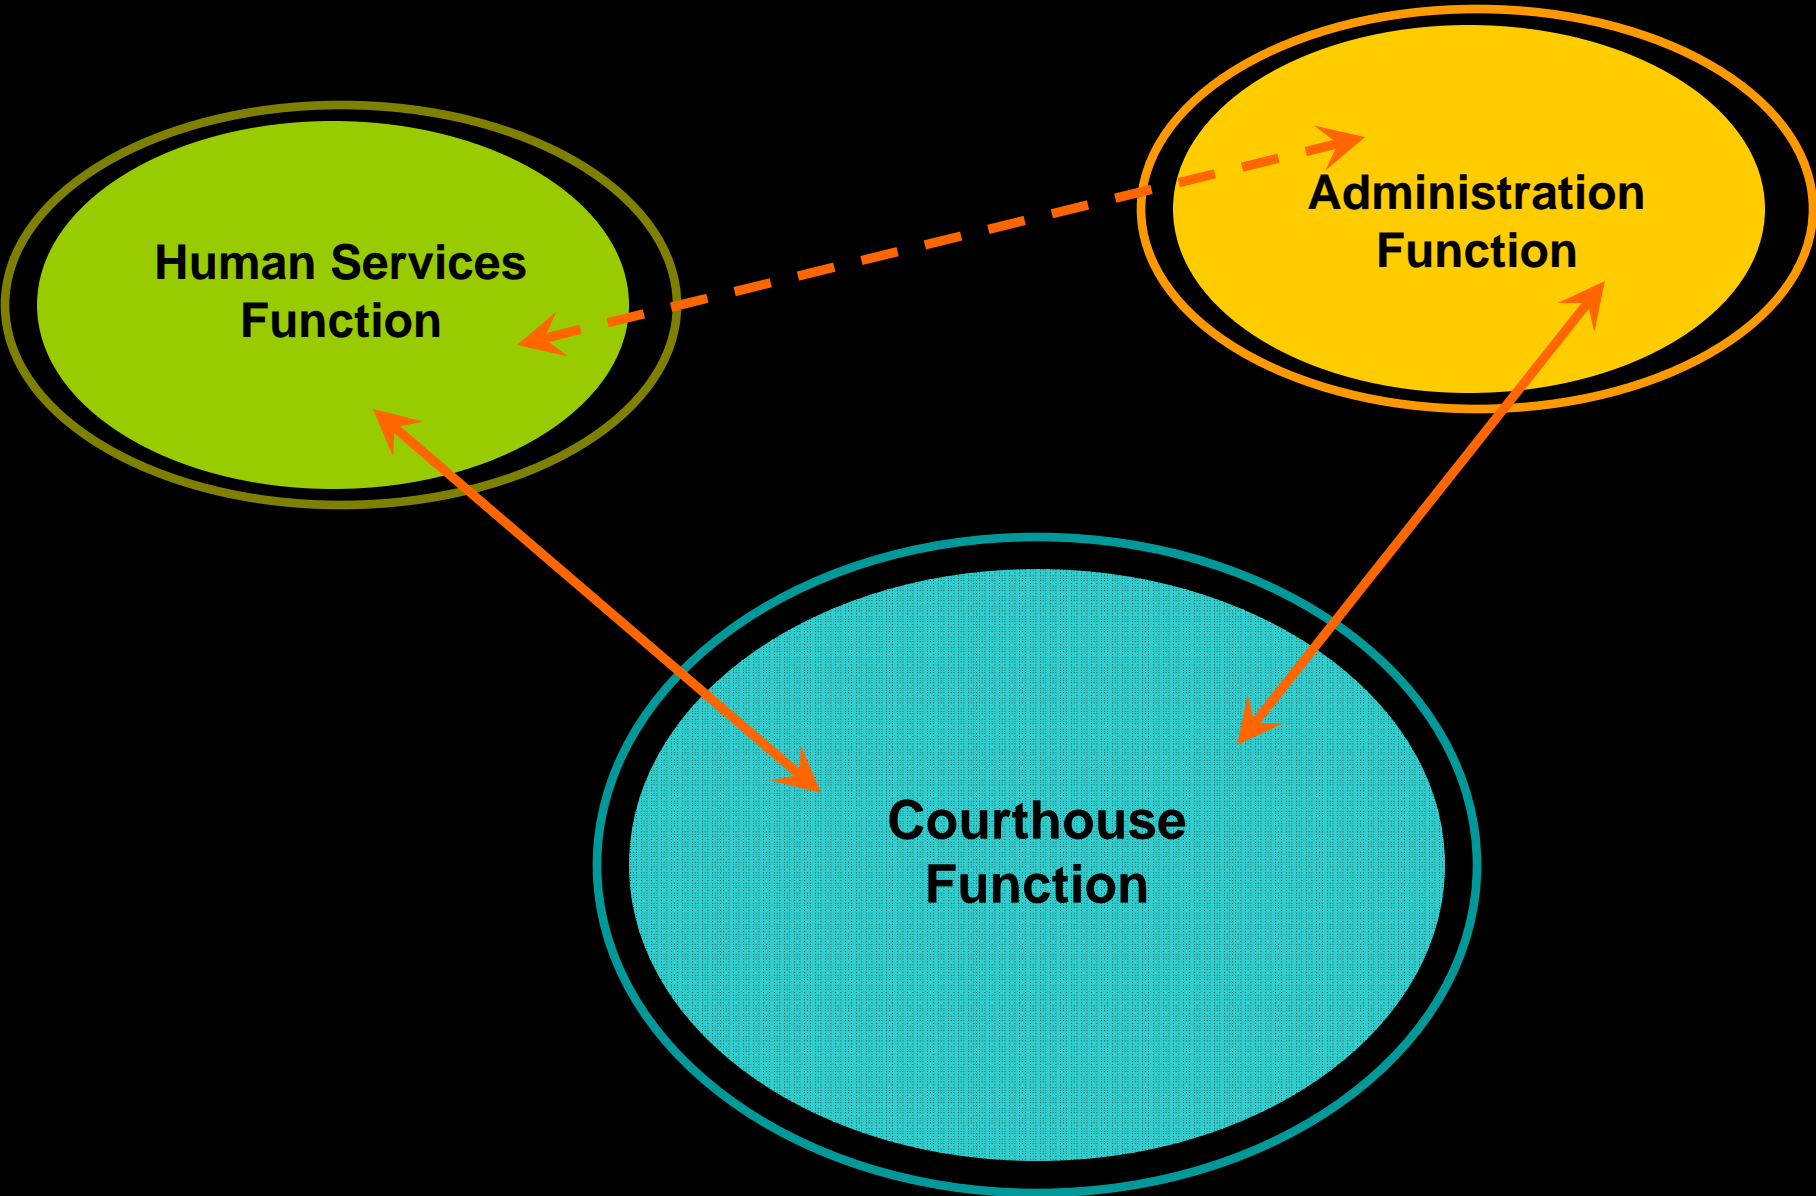 Human Services
Function
Administration
Function
Courthouse
Function